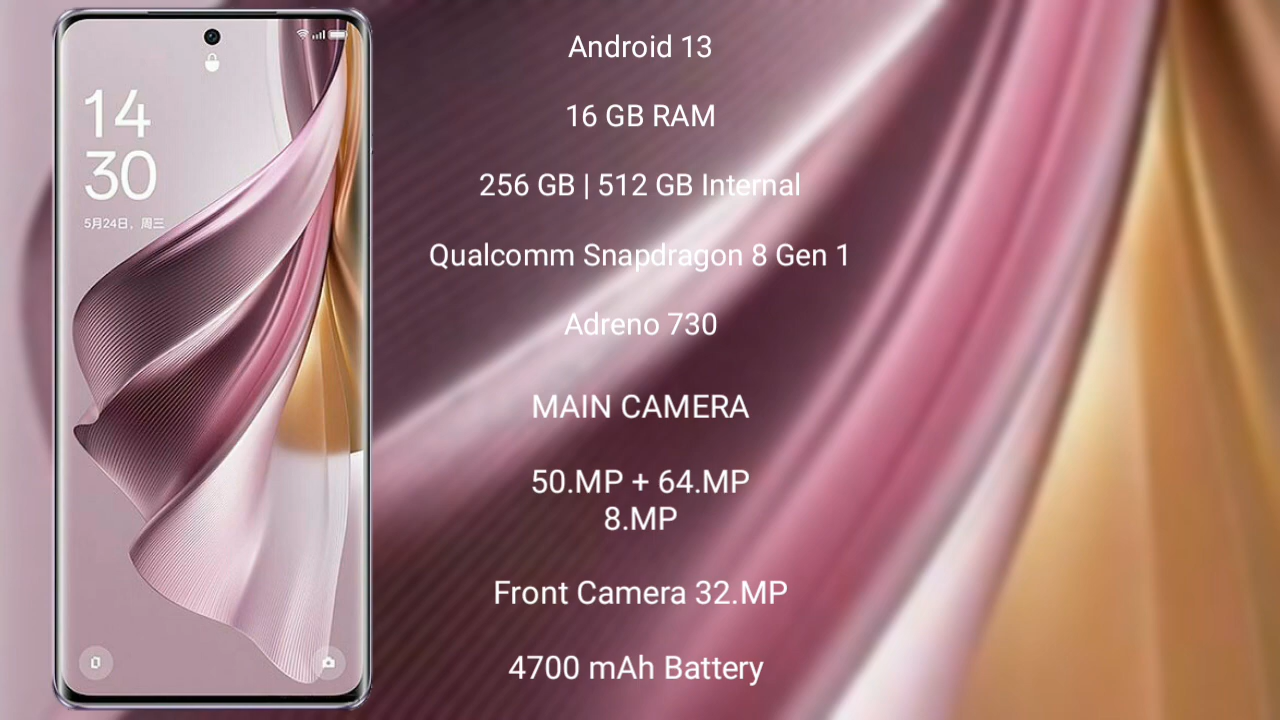 14
30
5月24日，周三
Android 13
16 GB RAM
256 GB | 512 GB Internal
Qualcomm Snapdragon 8 Gen 1
Adreno 730
MAIN CAMERA
50.MP + 64.MP
8.MP
Front Camera 32.MP
4700 mAh Battery